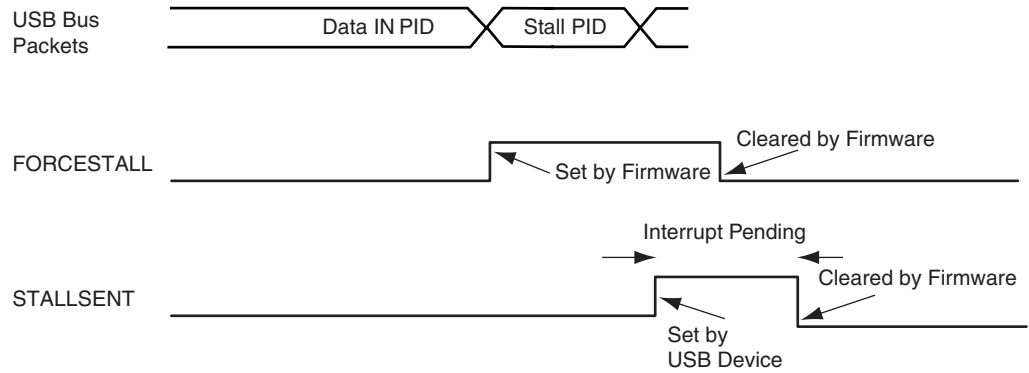 USB Bus
Packets
Data IN PID
Stall PID
FORCESTALL
Set by Firmware
Cleared by Firmware
Interrupt Pending
STALLSENT
Set by
USB Device
Cleared by Firmware